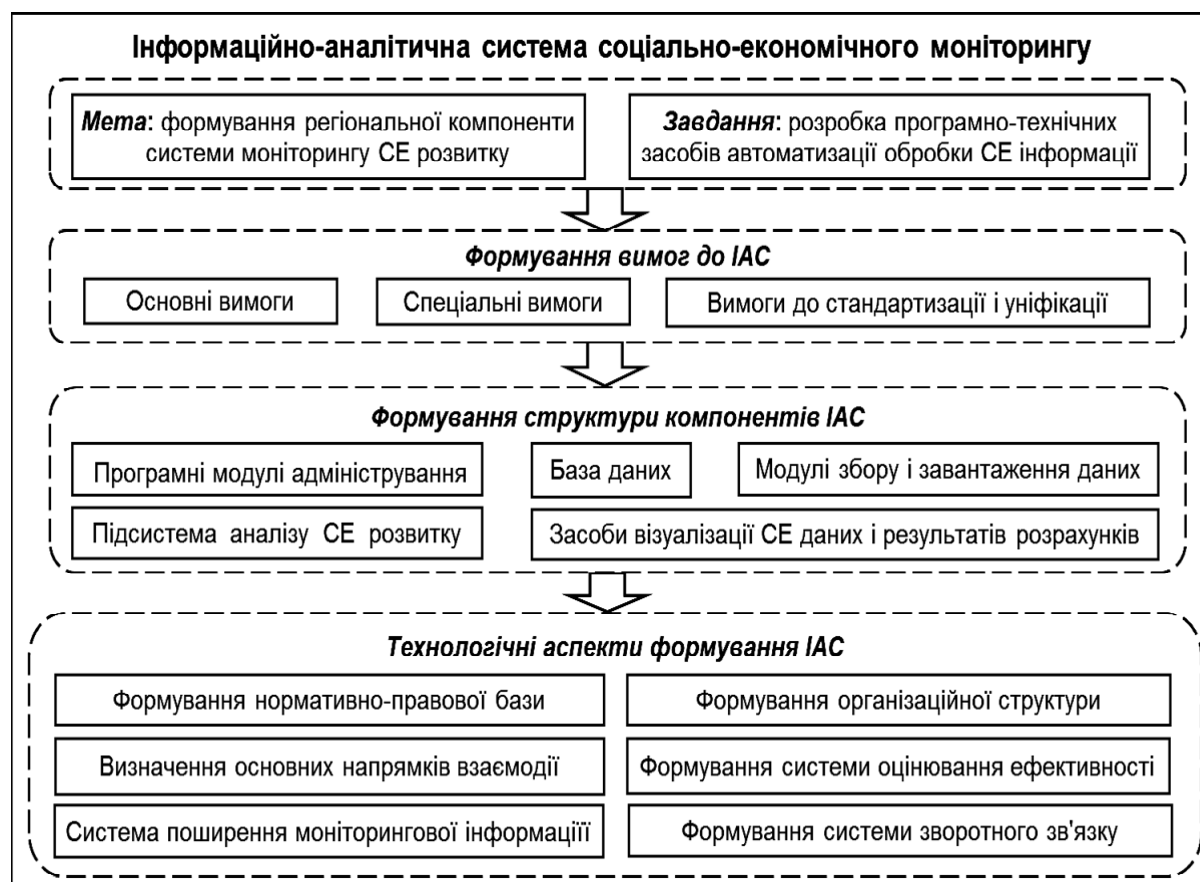 Інформаційно-аналітична система соціально-економічного моніторингу
Мета: формування регіональної компоненти
системи моніторингу СЕ розвитку
Завдання: розробка програмно-технічних
засобів автоматизації обробки СЕ інформації
Формування вимог до ІАС
Основні вимоги
Спеціальні вимоги
Вимоги до стандартизації і уніфікації
Формування структури компонентів ІАС
Програмні модулі адміністрування
База даних
Модулі збору і завантаження даних
Підсистема аналізу СЕ розвитку
Засоби візуалізації СЕ даних і результатів розрахунків
Технологічні аспекти формування ІАС
Формування нормативно-правової бази
Формування організаційної структури
Визначення основних напрямків взаємодії
Формування системи оцінювання ефективності
Система поширення моніторингової інформаціїї
Формування системи зворотного зв'язку